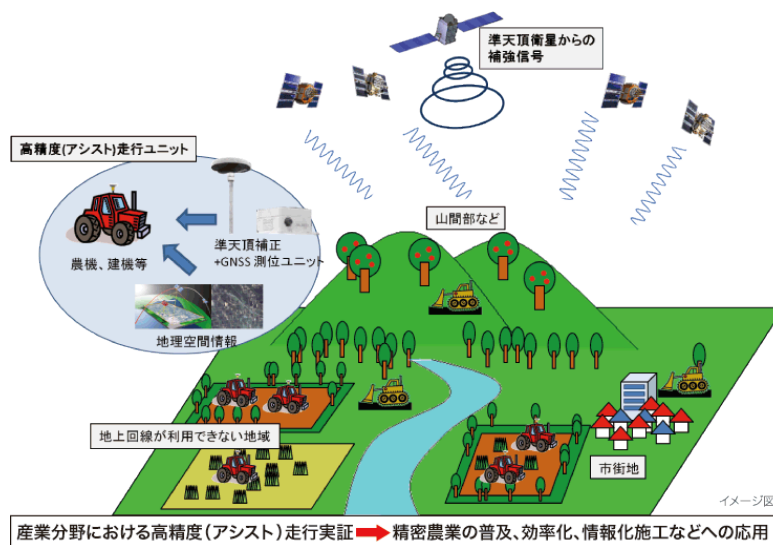 準天頂衛星からの
補強信号
高精度(アシスト)走行ユニット
山間部など
準天頂補正
+GNSS 測位ユニット
農機、建機等
地理空間情報
地上回線が利用できない地域
市街地
イメージ図
産業分野における高精度(アシスト)走行実証➡精密農業の普及、効率化、情報化施工などへの応用